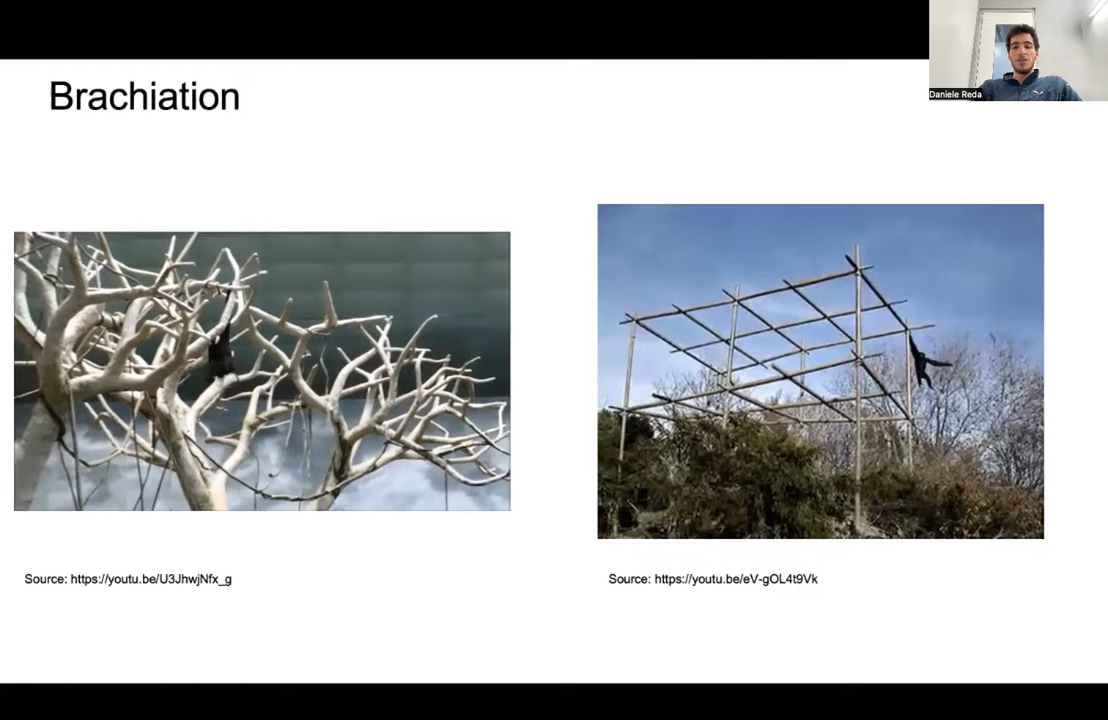 Brachiation
Daniele Reda
Source: https://youtu.be/U3JhwjNfx_g
Source: https://youtu.be/eV-gOL4t9Vk